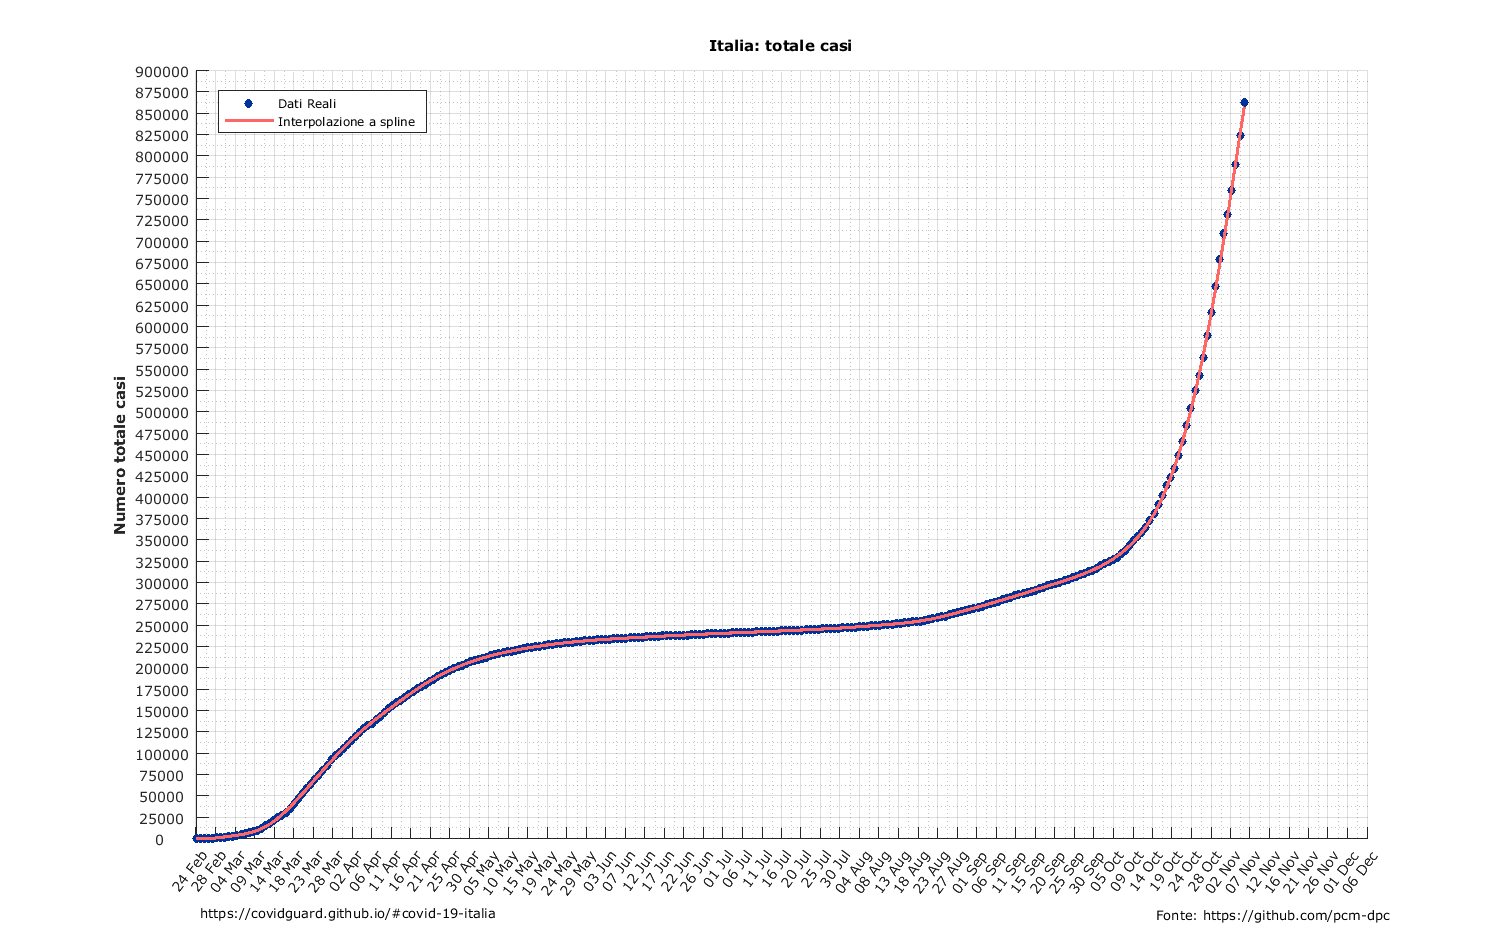 Italia: totale casi
900000
875000
850000
825000
800000
775000
750000
725000
700000
675000
650000
625000
600000
575000
550000
525000
500000
475000
450000
425000
400000
375000
350000
325000
300000
275000
250000
225000
200000
175000
150000
125000
100000
75000
50000
25000
0
Numero totale casi
Dati Reali
Interpolazione a spline
24 Feb
28 Feb
04 Mar
09 Mar
14 Mar
18 Mar
23 Mar
28 Mar
02 Apr
06 Apr
11 Apr
16 Apr
21 Apr
25 Apr
30 Apr
05 May
10 May
15 May
19 May
24 May
29 May
03 Jun
07 Jun
12 Jun
17 Jun
22 Jun
26 Jun
01 Jul
06 Jul
11 Jul
16 Jul
20 Jul
25 Jul
30 Jul
04 Aug
08 Aug
13 Aug
18 Aug
23 Aug
27 Aug
01 Sep
06 Sep
11 Sep
15 Sep
20 Sep
25 Sep
30 Sep
05 Oct
09 Oct
14 Oct
19 Oct
24 Oct
28 Oct
02 Nov
07 Nov
12 Nov
16 Nov
21 Nov
26 Nov
01 Dec
06 Dec
https://covidguard.github.io/#covid-19-italia
Fonte: https://github.com/pcm-dpc